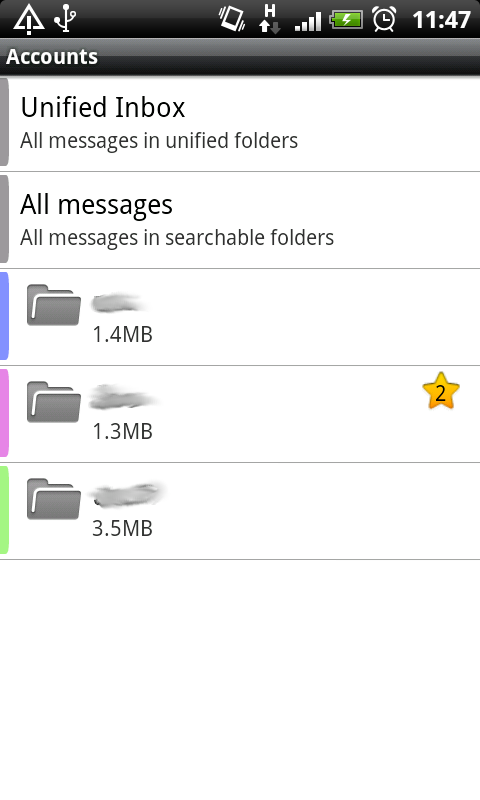 H
11:47
Accounts
Unified Inbox
All messages in unified folders
All messages
All messages in searchable folders
1.4MB
2
1.3MB
3.5MB